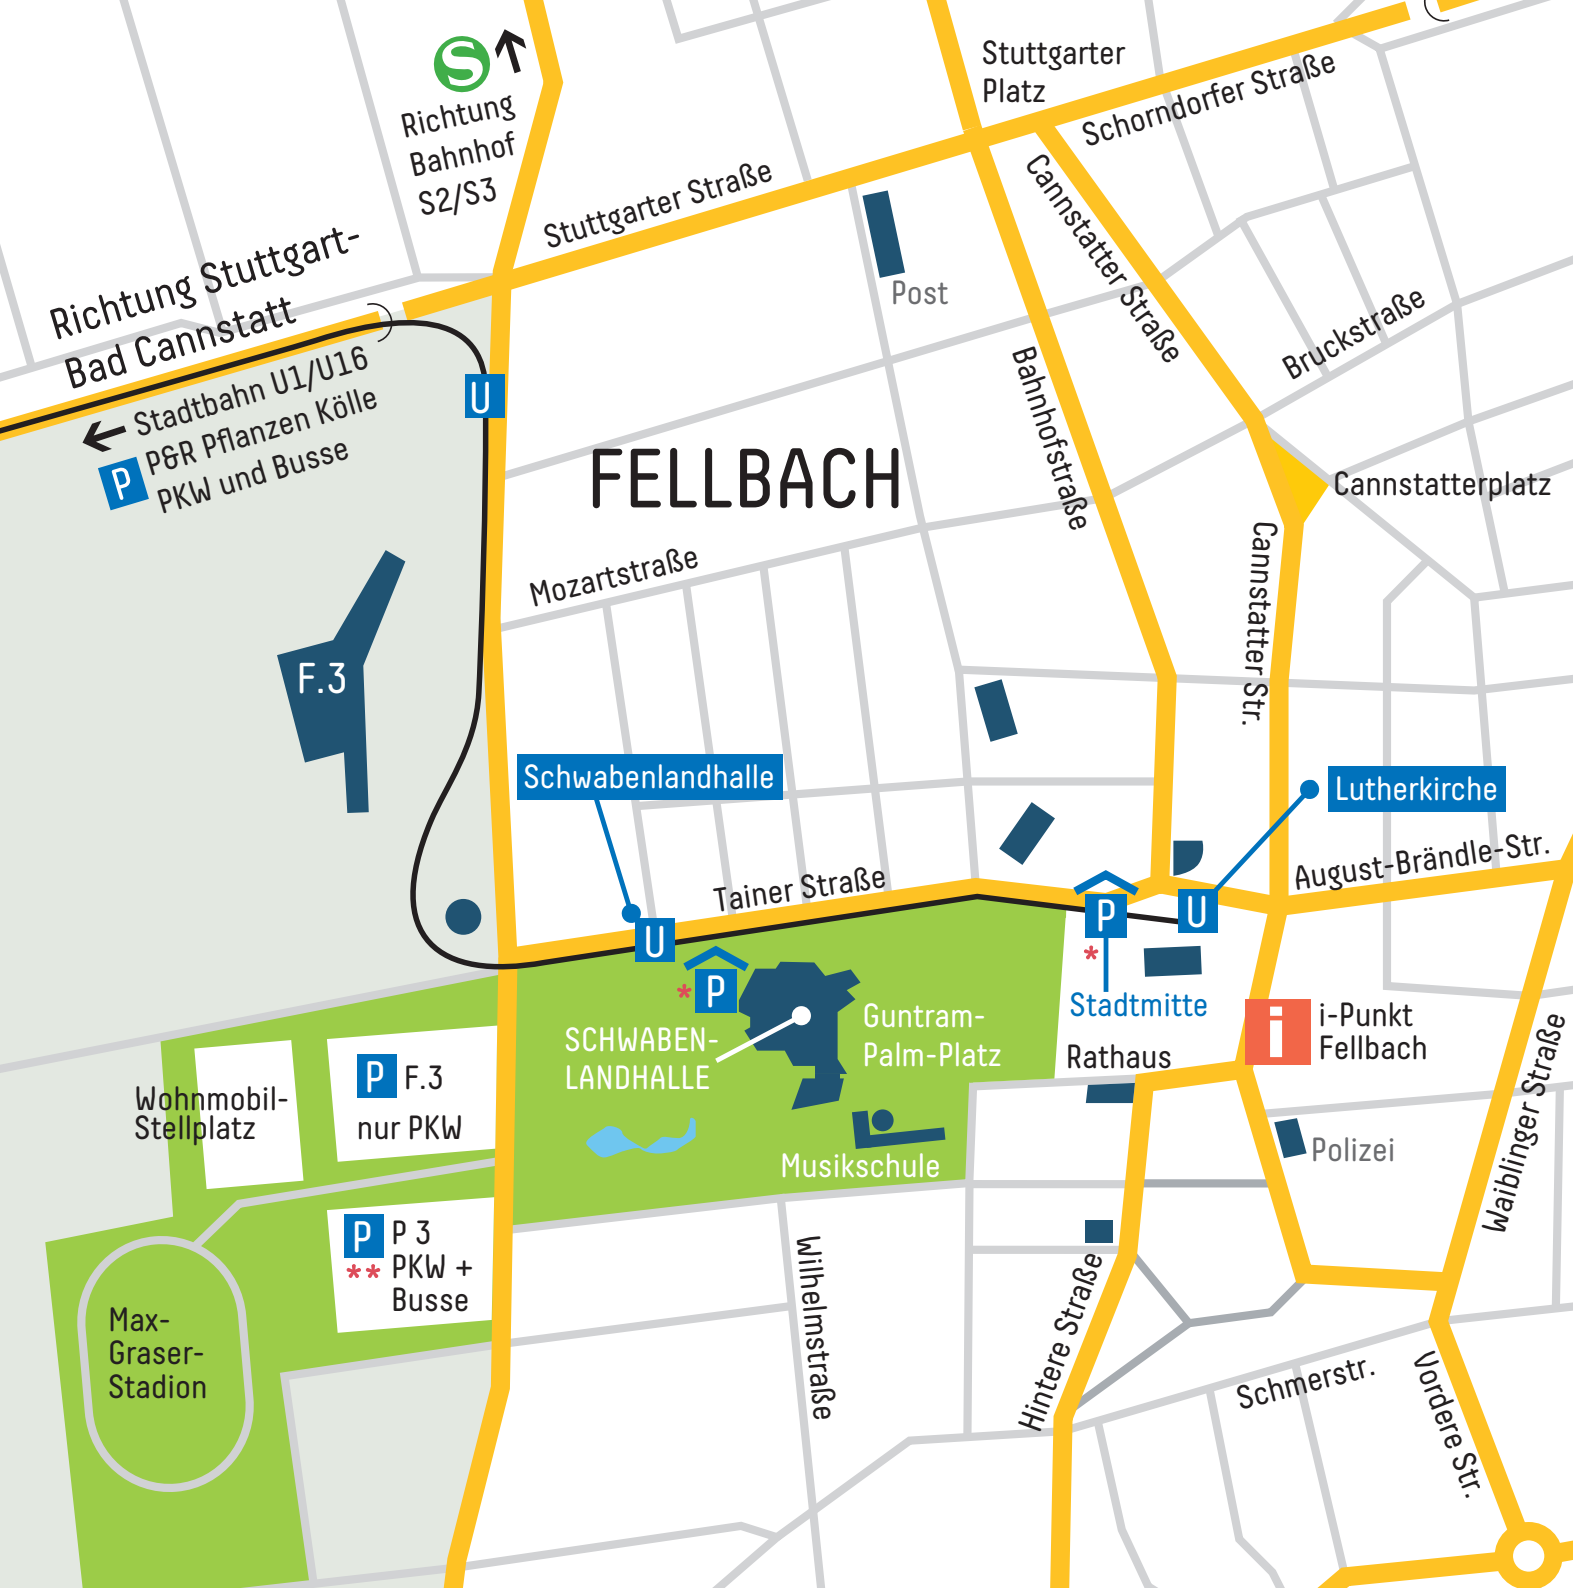 S
Richtung
Bahnhof
S2/S3
Stuttgarter
Platz
Schorndorfer Straße
Stuttgarter Straße
Cannstatter Straße
Richtung Stuttgart-
Bad Cannstatt
Post
Stadtbahn U1/U16
P P&R Pflanzen Kölle
PKW und Busse
U
Bruckstraße
Bahnhofstraße
FELLBACH
Cannstatterplatz
Mozartstraße
Cannstatter Str.
F.3
Schwabenlandhalle
Lutherkirche
August-Brändle-Str.
Tainer Straße
U
P
*
U
P
*
Stadtmitte
SCHWABEN-
LANDHALLE
Guntram-
Palm-Platz
i
i-Punkt
Fellbach
Rathaus
Waiblinger Straße
Wohnmobil-
Stellplatz
P F.3
nur PKW
Musikschule
Polizei
P P 3
** PKW +
Busse
Wilhelmstraße
Hintere Straße
Max-
Graser-
Stadion
Schmerstr.
Vordere Str.